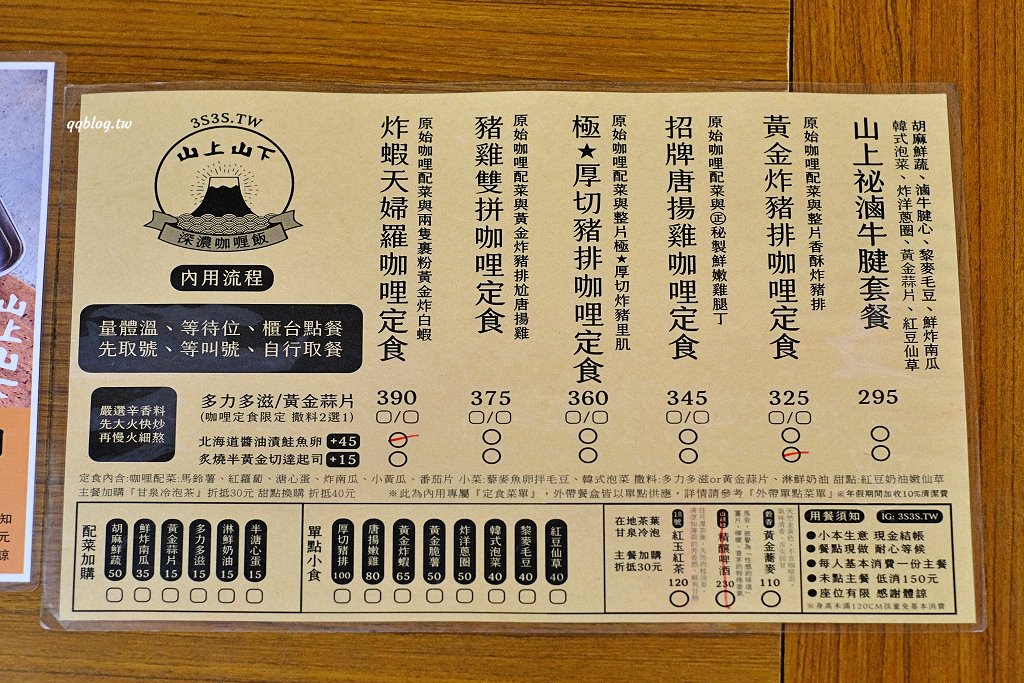 qqblog.tw
3S3S.TW
山上山下
深濃咖哩飯
內用流程
量體溫、等待位、櫃台點餐
先取號、等叫號、自行取餐
嚴選辛香料
先大火快炒
再慢火細熬
胡麻鮮蔬、滷牛腱心、黎麥毛豆、鮮炸南瓜
韓式泡菜、炸洋蔥圈、黃金蒜片、紅豆仙草
山上祕滷牛腱套餐
295
原始咖哩配菜與整片香酥炸豬排
黃金炸豬排咖哩定食
325
原始咖哩配菜與㊣秘製鮮嫩雞腿丁
招牌唐揚雞咖哩定食
345
原始咖哩配菜與整片極★厚切炸豬里肌
極★厚切豬排咖哩定食
360
原始咖哩配菜與黃金炸豬排尬唐揚雞
豬雞雙拼咖哩定食
375
原始咖哩配菜與兩隻裹粉黃金炸白蝦
炸蝦天婦羅咖哩定食
390
多力多滋/黃金蒜片
(咖哩定食限定 撒料2選1)
北海道醬油漬鮭魚卵 +45
炙燒半黃金切達起司 +15
定食內含:咖哩配菜:馬鈴薯、紅蘿蔔、溏心蛋、炸南瓜、小黃瓜、番茄片 小菜:藜麥魚卵拌毛豆、韓式泡菜 撒料:多力多滋or黃金蒜片、淋鮮奶油 甜點:紅豆奶油嫩仙草
主餐加購『甘泉冷泡茶』折抵30元 甜點換購 折抵40元
※此為內用專屬『定食菜單』，外帶餐盒皆以單點供應，詳情請參考『外帶單點菜單』※年假期間加收10%清潔費
配菜加購
胡麻鮮蔬 50
鮮炸南瓜 35
黃金蒜片 15
多力多滋 15
淋鮮奶油 15
半溏心蛋 15
單點小食
厚切豬排 100
唐揚嫩雞 80
黃金炸蝦 65
黃金脆薯 50
炸洋蔥圈 50
韓式泡菜 40
黎麥毛豆 40
紅豆仙草 40
在地茶葉
甘泉冷泡
主餐加購
折抵30元
18號
紅玉紅茶
120
精釀啤酒
230
穀香
黃金蕎麥
110
用餐須知
IG: 3S3S.TW
●小本生意 現金結帳
●餐點現做 耐心等候
●每人基本消費一份主餐
●未點主餐 低消150元
●座位有限 感謝體諒
※身高未滿120CM孩童免基本消費